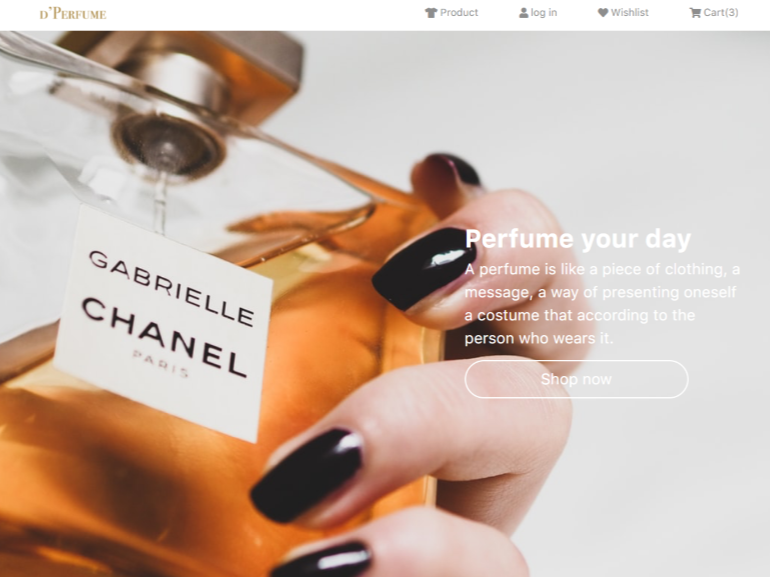 D'PERFUME
Product
log in
Wishlist
Cart(3)
GABRIELLE
CHANEL
PARIS
Perfume your day
A perfume is like a piece of clothing, a
message, a way of presenting oneself
a costume that according to the
person who wears it.
Shop now